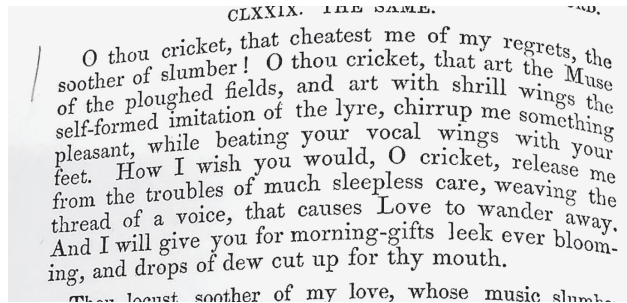 CLXXIX. THE SAME. ORD.
O thou cricket, that cheatest me of my regrets, the
soother of slumber! O thou cricket, that art the Muse
of the ploughed fields, and art with shrill wings the
self-formed imitation of the lyre, chirrup me something
pleasant, while beating your vocal wings with your
feet. How I wish you would, O cricket, release me
from the troubles of much sleepless care, weaving the
thread of a voice, that causes Love to wander away.
And I will give you for morning-gifts leek ever bloom-
ing, and drops of dew cut up for thy mouth.
Thou locust, soother of my love, whose music slumbe